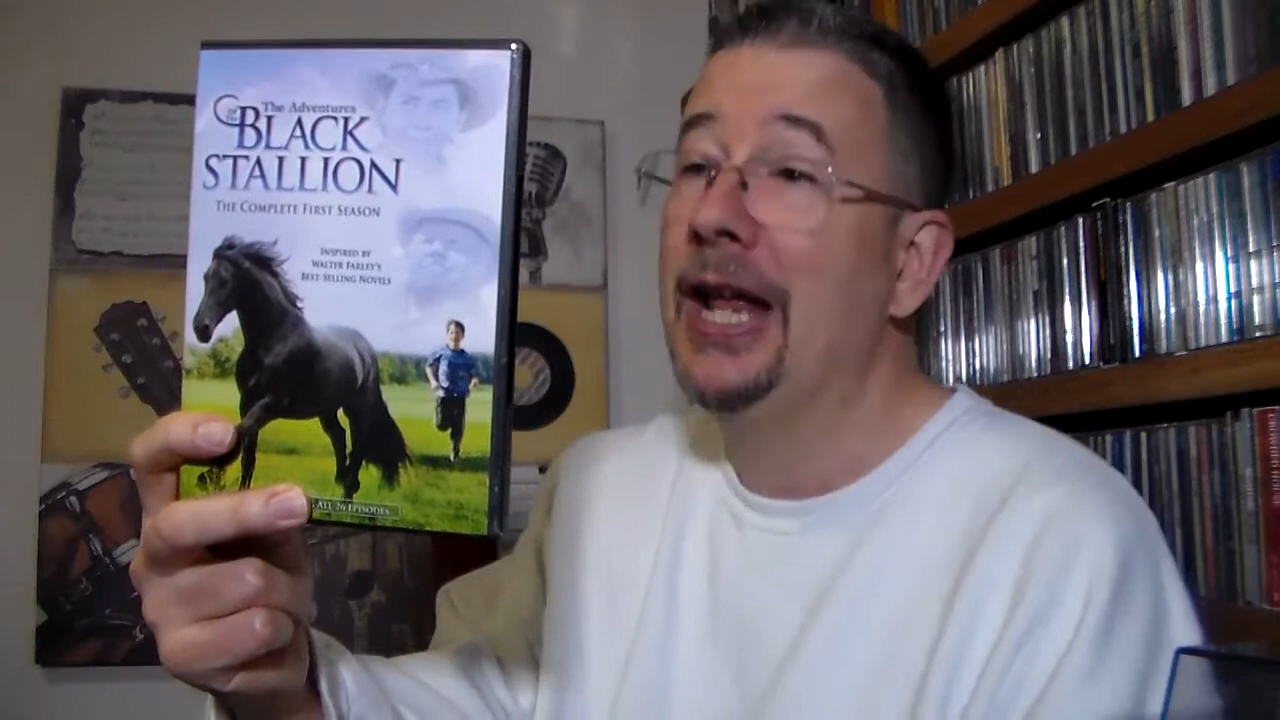 The Adventures
of the
BLACK
STALLION
THE COMPLETE FIRST SEASON
INSPIRED BY
WALTER FARLEY'S
BEST-SELLING NOVELS
ALL 26 EPISODES